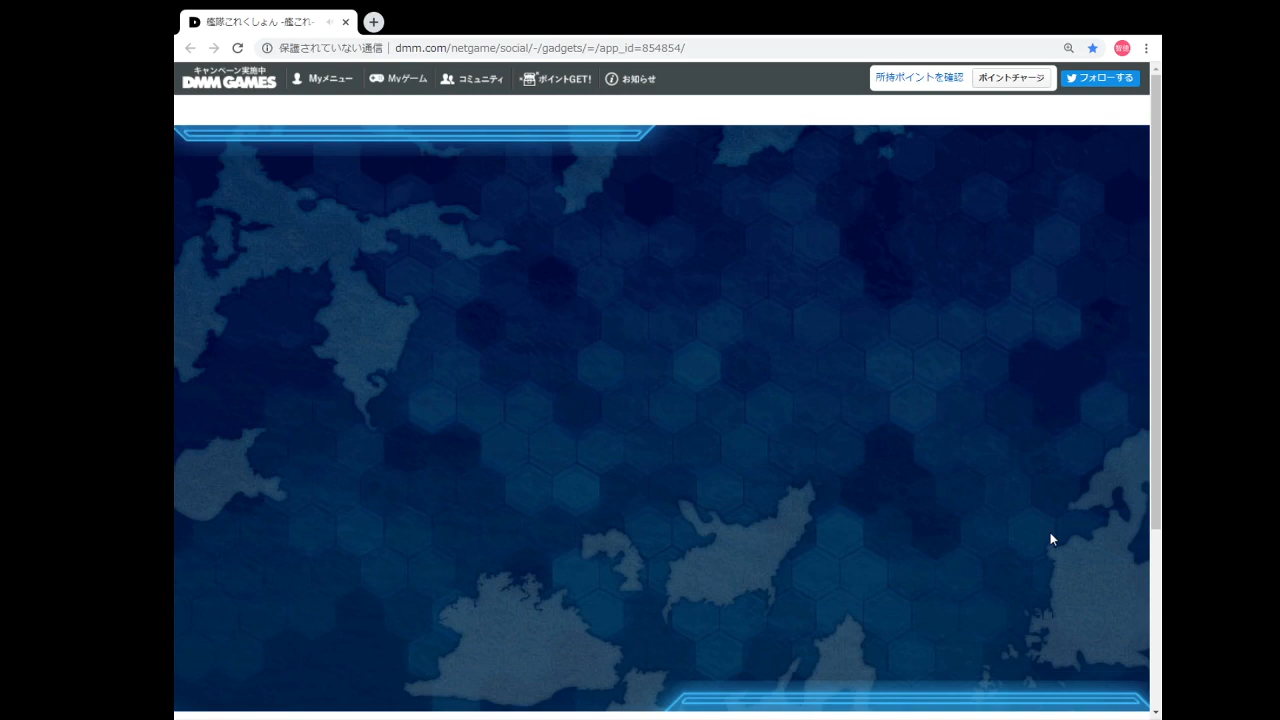 艦隊これくしょん -艦これ-
保護されていない通信 | dmm.com/netgame/social/-/gadgets/=/app_id=854854/
キャンペーン実施中
DMM GAMES
Myメニュー
Myゲーム
コミュニティ
ポイントGET!
お知らせ
所持ポイントを確認
ポイントチャージ
フォローする